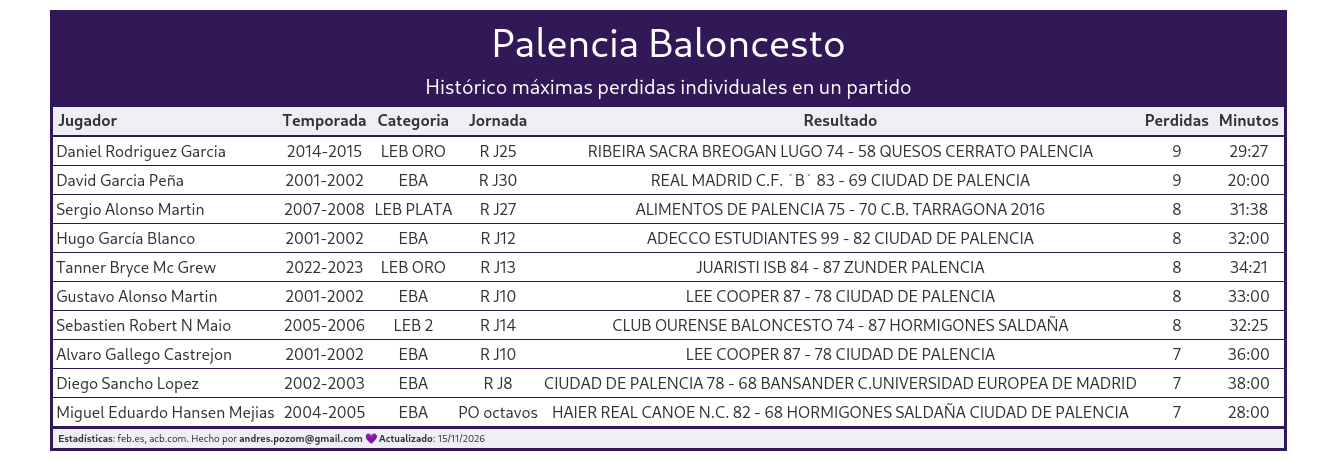 Palencia Baloncesto
Histórico máximas perdidas individuales en un partido
Jugador Temporada Categoria Jornada Resultado Perdidas Minutos
Daniel Rodriguez Garcia 2014-2015 LEB ORO R J25 RIBEIRA SACRA BREOGAN LUGO 74 - 58 QUESOS CERRATO PALENCIA 9 29:27
David Garcia Peña 2001-2002 EBA R J30 REAL MADRID C.F. ´B´ 83 - 69 CIUDAD DE PALENCIA 9 20:00
Sergio Alonso Martin 2007-2008 LEB PLATA R J27 ALIMENTOS DE PALENCIA 75 - 70 C.B. TARRAGONA 2016 8 31:38
Hugo García Blanco 2001-2002 EBA R J12 ADECCO ESTUDIANTES 99 - 82 CIUDAD DE PALENCIA 8 32:00
Tanner Bryce Mc Grew 2022-2023 LEB ORO R J13 JUARISTI ISB 84 - 87 ZUNDER PALENCIA 8 34:21
Gustavo Alonso Martin 2001-2002 EBA R J10 LEE COOPER 87 - 78 CIUDAD DE PALENCIA 8 33:00
Sebastien Robert N Maio 2005-2006 LEB 2 R J14 CLUB OURENSE BALONCESTO 74 - 87 HORMIGONES SALDAÑA 8 32:25
Alvaro Gallego Castrejon 2001-2002 EBA R J10 LEE COOPER 87 - 78 CIUDAD DE PALENCIA 7 36:00
Diego Sancho Lopez 2002-2003 EBA R J8 CIUDAD DE PALENCIA 78 - 68 BANSANDER C.UNIVERSIDAD EUROPEA DE MADRID 7 38:00
Miguel Eduardo Hansen Mejias 2004-2005 EBA PO octavos HAIER REAL CANOE N.C. 82 - 68 HORMIGONES SALDAÑA CIUDAD DE PALENCIA 7 28:00
Estadísticas: feb.es, acb.com. Hecho por andres.pozom@gmail.com 💜 Actualizado: 15/11/2026